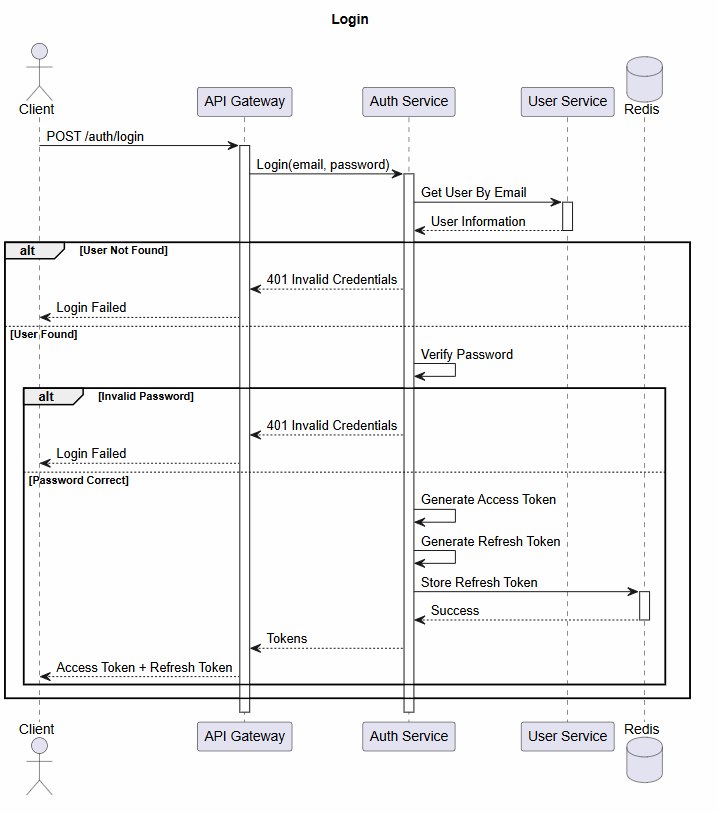 Login
Client
API Gateway
Auth Service
User Service
Redis
POST /auth/login
Login(email, password)
Get User By Email
User Information
alt
[User Not Found]
401 Invalid Credentials
Login Failed
[User Found]
Verify Password
alt
[Invalid Password]
401 Invalid Credentials
Login Failed
[Password Correct]
Generate Access Token
Generate Refresh Token
Store Refresh Token
Success
Tokens
Access Token + Refresh Token
Client
API Gateway
Auth Service
User Service
Redis